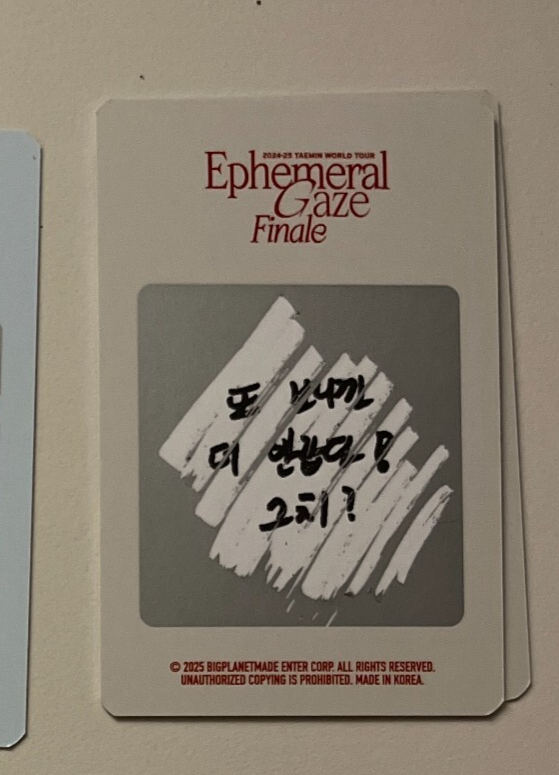 2024-25 TAEMIN WORLD TOUR
Ephemeral
Gaze
Finale
또 보니깐
더 반갑다!
그치?
© 2025 BIGPLANETMADE ENTER CORP. ALL RIGHTS RESERVED.
UNAUTHORIZED COPYING IS PROHIBITED. MADE IN KOREA.